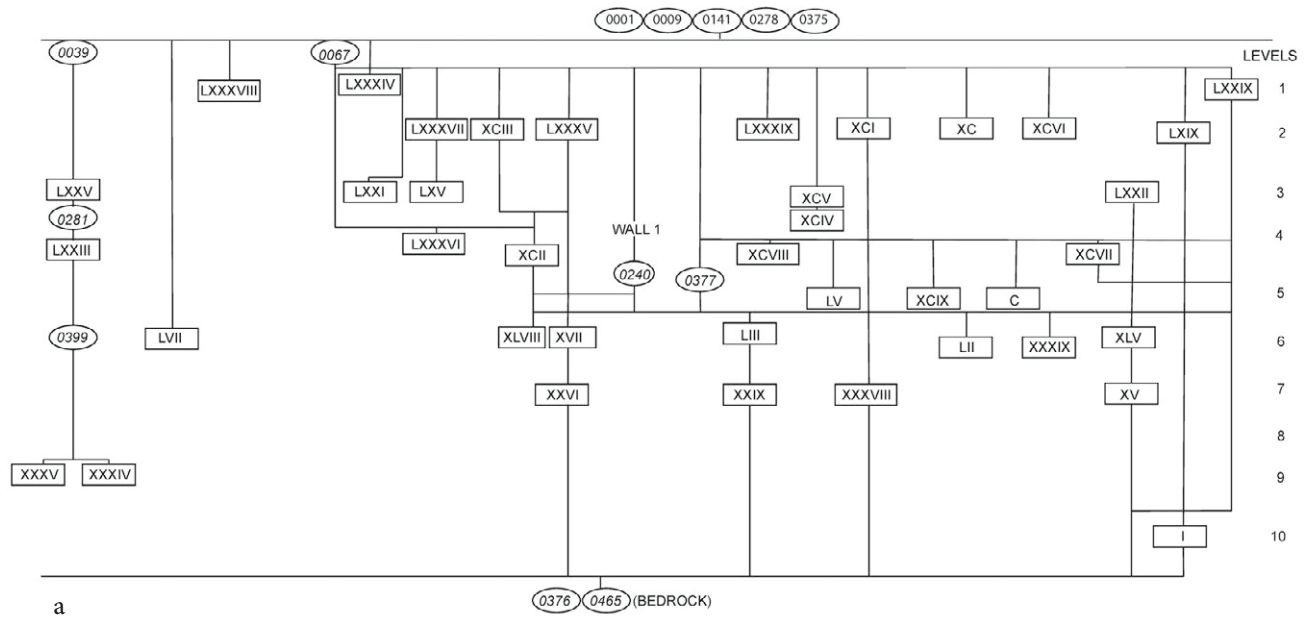 0001 0009 0141 0278 0375
0039 0067 LEVELS
LXXXVIII LXXXIV LXXIX 1
LXXXVII XCIII LXXXV LXXXIX XCI XC XCVI LXIX 2
LXXV LXXI LXV XCV LXXII 3
0281 XCIV
WALL 1 4
LXXIII LXXXVI XCII XCVIII XCVII
0240 0377
LV XCIX C 5
0399 LVII XLVIII XVII LIII LII XXXIX XLV 6
XXVI XXIX XXXVIII XV 7
8
XXXV XXXIV 9
I 10
0376 0465 (BEDROCK)
a